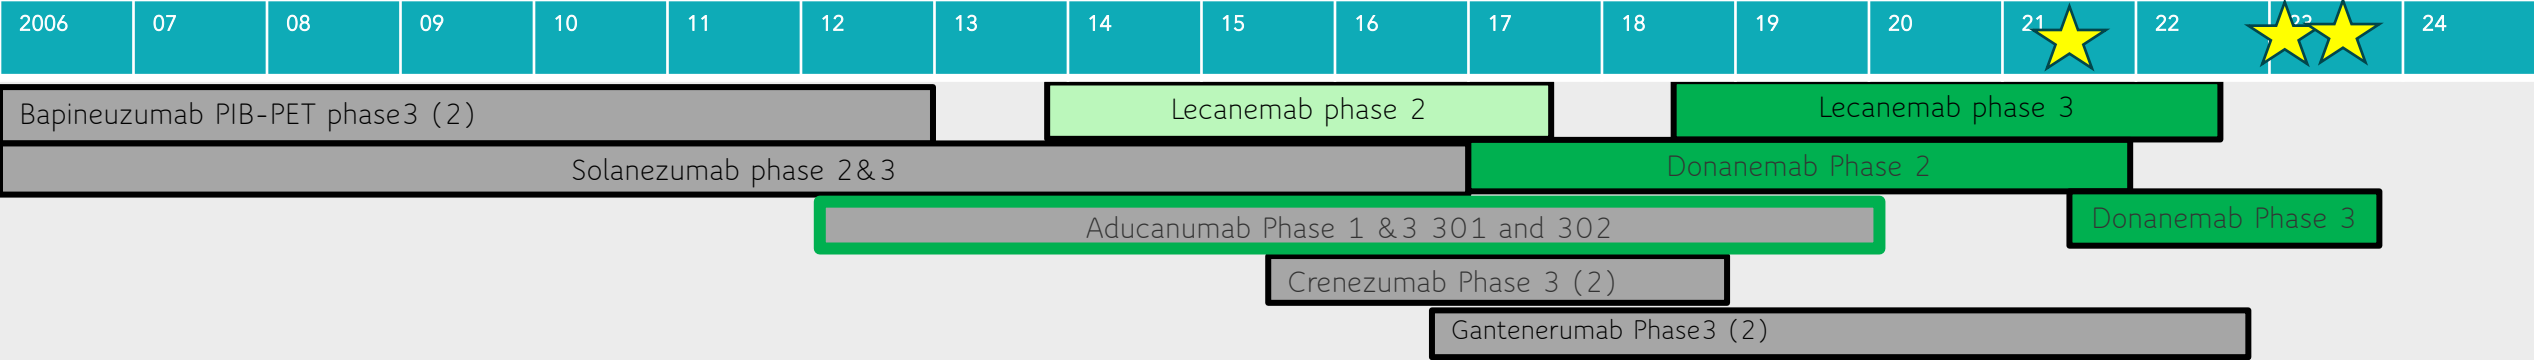 2006 07 08 09 10 11 12 13 14 15 16 17 18 19 20 21 22 23 24
Bapineuzumab PIB-PET phase3 (2) Lecanemab phase 2 Lecanemab phase 3
Solanezumab phase 2&3 Donanemab Phase 2
Aducanumab Phase 1 &3 301 and 302 Donanemab Phase 3
Crenezumab Phase 3 (2)
Gantenerumab Phase3 (2)